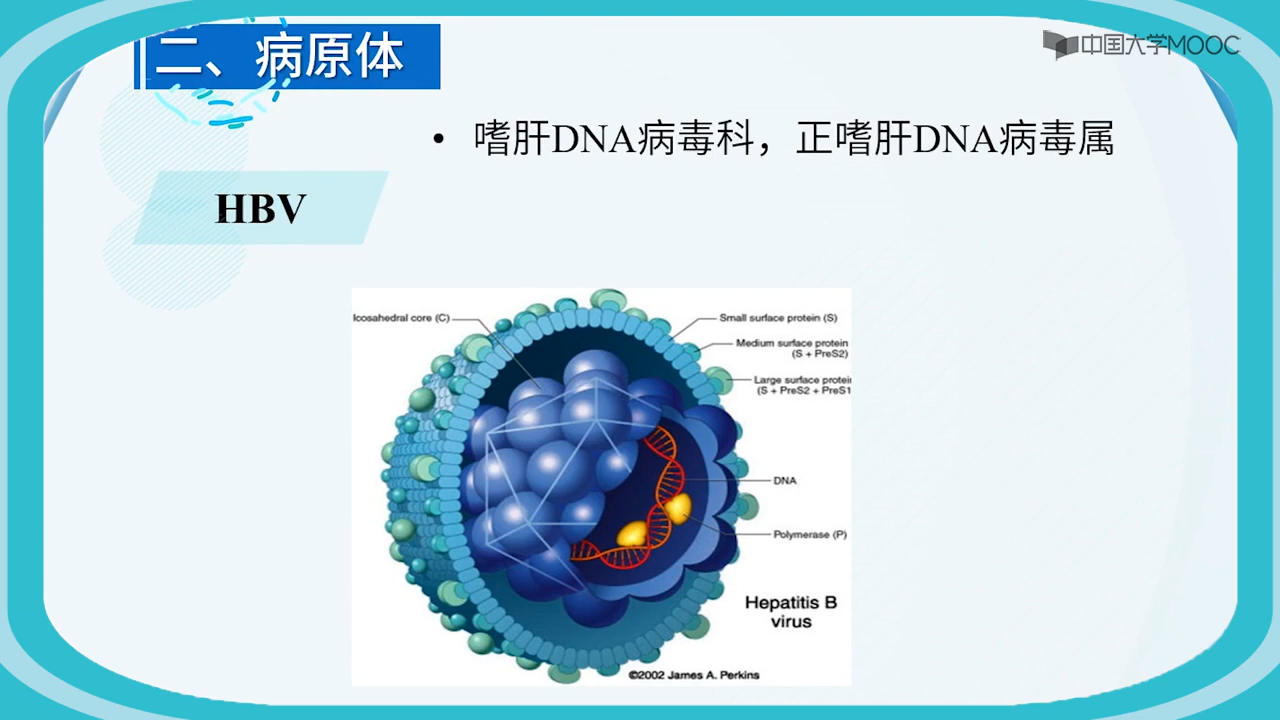 二、病原体
中国大学MOOC
• 嗜肝DNA病毒科，正嗜肝DNA病毒属
HBV
Icosahedral core (C)
Small surface protein (S)
Medium surface protein
(S + PreS2)
Large surface protein
(S + PreS2 + PreS1
DNA
Polymerase (P)
Hepatitis B
virus
©2002 James A. Perkins